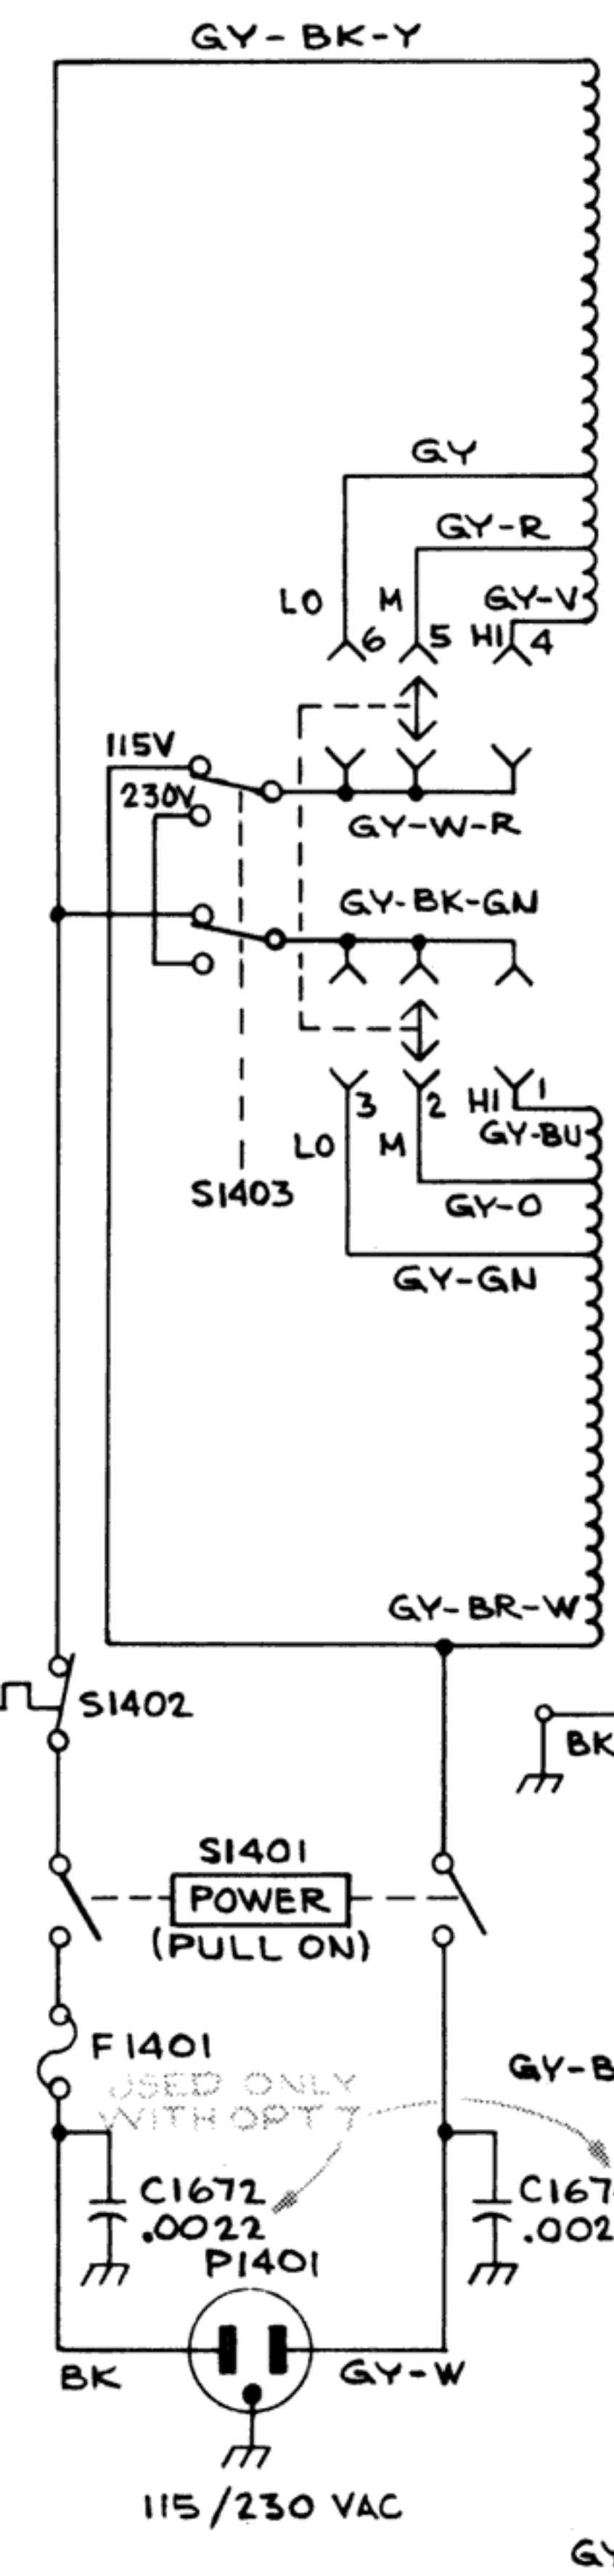 GY-BK-Y
GY
GY-R
LO M GY-V
6 5 HI 4
115V
230V
GY-W-R
GY-BK-GN
3 2 HI 1
LO M GY-BU
S1403
GY-O
GY-GN
GY-BR-W
S1402
BK
S1401
POWER
(PULL ON)
F1401
GY-B
USED ONLY
WITH OPT 7
C1672
.0022
C167
.002
P1401
BK
GY-W
115/230 VAC
GY